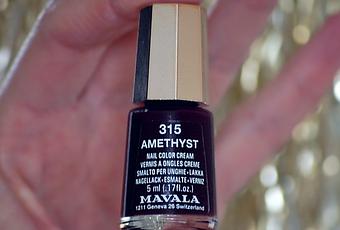 315
AMETHYST
NAIL COLOR CREAM
VERNIS A ONGLES CREME
SMALTO PER UNGHIE•LAKKA
NAGELLACK•ESMALTE•VERNIZ
5 ml (.17fl.oz.)
MAVALA
1211 Geneva 26 Switzerland